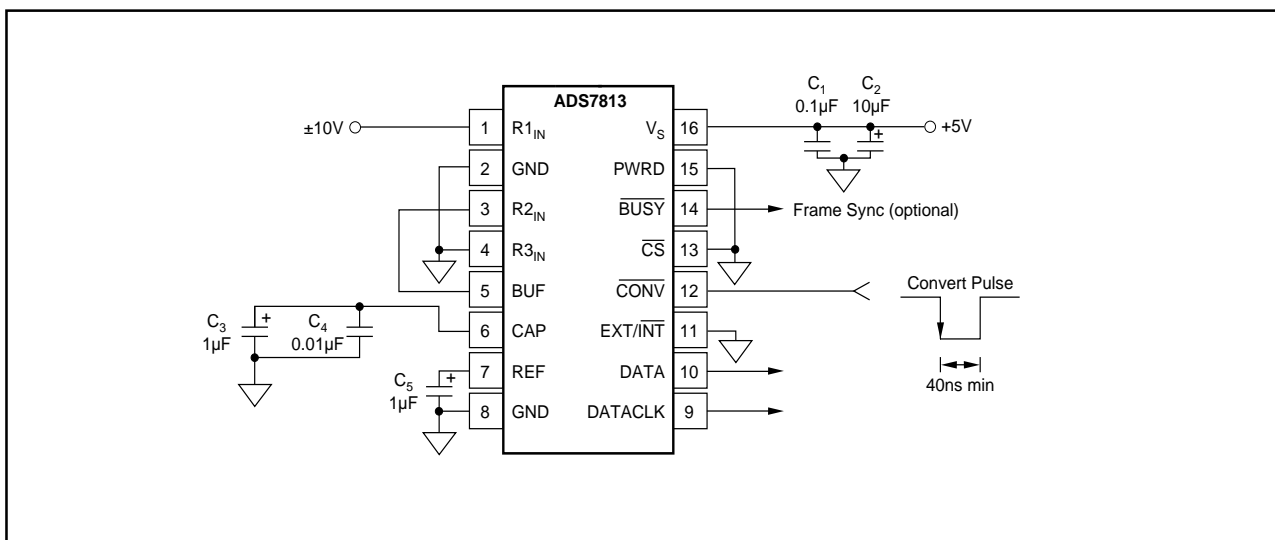 ADS7813
±10V
1 R1IN
2 GND
3 R2IN
4 R3IN
5 BUF
6 CAP
7 REF
8 GND
VS 16
PWRD 15
BUSY 14
CS 13
CONV 12
EXT/INT 11
DATA 10
DATACLK 9
C1
0.1µF
C2
10µF
+
+5V
Frame Sync (optional)
Convert Pulse
40ns min
C3
1µF
+
C4
0.01µF
C5
1µF
+